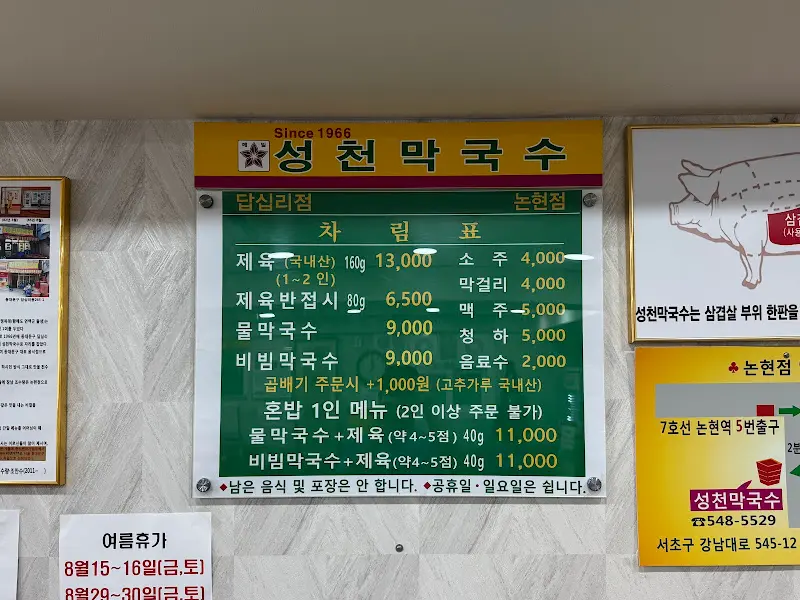 Since 1966
메밀
성천막국수
답십리점 논현점
차림표
제육 (국내산) 160g 13,000
(1~2 인)
제육반접시 80g 6,500
물막국수 9,000
비빔막국수 9,000
소주 4,000
막걸리 4,000
맥주 5,000
청하 5,000
음료수 2,000
곱배기 주문시 +1,000원 (고추가루 국내산)
혼밥 1인 메뉴 (2인 이상 주문 불가)
물막국수+제육(약4~5점) 40g 11,000
비빔막국수+제육(약4~5점) 40g 11,000
◆남은 음식 및 포장은 안 합니다. ◆공휴일·일요일은 쉽니다.
여름휴가
8월15~16일(금,토)
8월29~30일(금,토)
성천막국수는 삼겹살 부위 한판을
♣논현점
7호선 논현역 5번출구
성천막국수
☎548-5529
서초구 강남대로 545-12